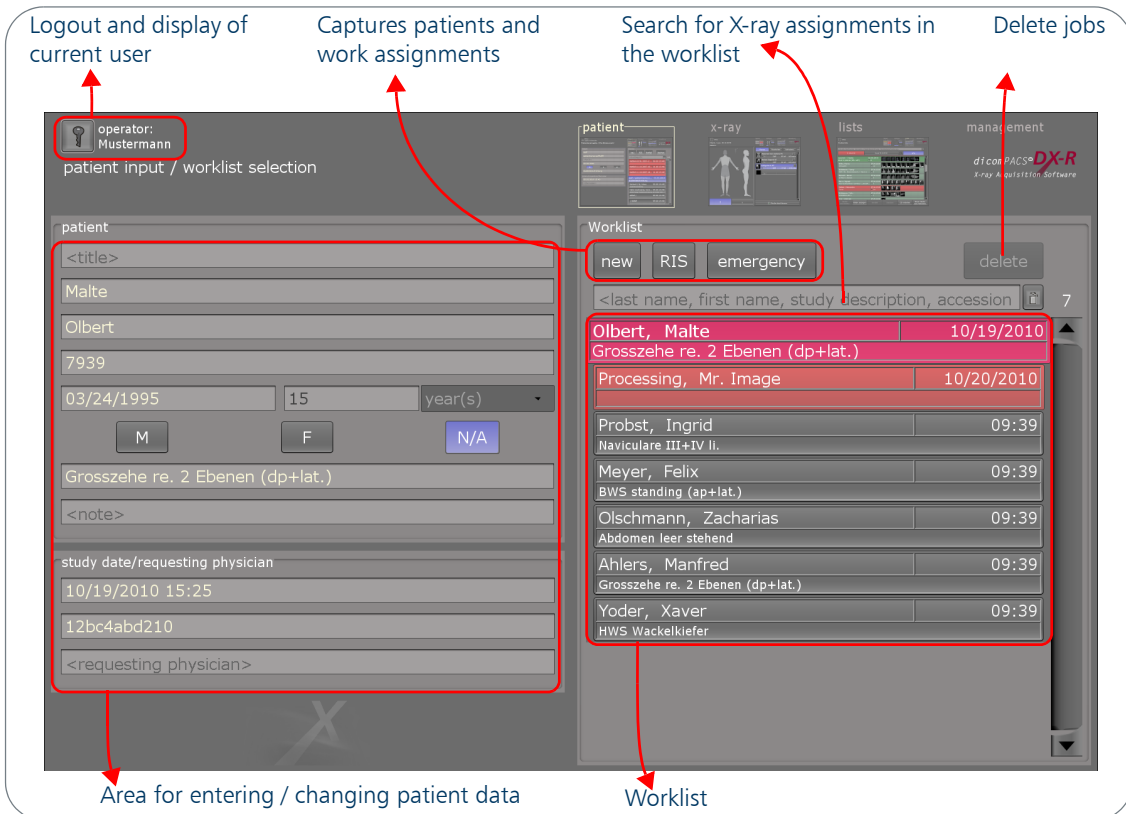 Logout and display of
current user
Captures patients and
work assignments
Search for X-ray assignments in
the worklist
Delete jobs
operator:
Mustermann
patient input / worklist selection
patient
x-ray
lists
management
dicomPACS® DX-R
X-ray Acquisition Software
patient
<title>
Malte
Olbert
7939
03/24/1995
15
year(s)
M
F
N/A
Grosszehe re. 2 Ebenen (dp+lat.)
<note>
study date/requesting physician
10/19/2010 15:25
12bc4abd210
<requesting physician>
Worklist
new
RIS
emergency
delete
<last name, first name, study description, accession
7
Olbert, Malte
10/19/2010
Grosszehe re. 2 Ebenen (dp+lat.)
Processing, Mr. Image
10/20/2010
Probst, Ingrid
09:39
Naviculare III+IV li.
Meyer, Felix
09:39
BWS standing (ap+lat.)
Olschmann, Zacharias
09:39
Abdomen leer stehend
Ahlers, Manfred
09:39
Grosszehe re. 2 Ebenen (dp+lat.)
Yoder, Xaver
09:39
HWS Wackelkiefer
Area for entering / changing patient data
Worklist